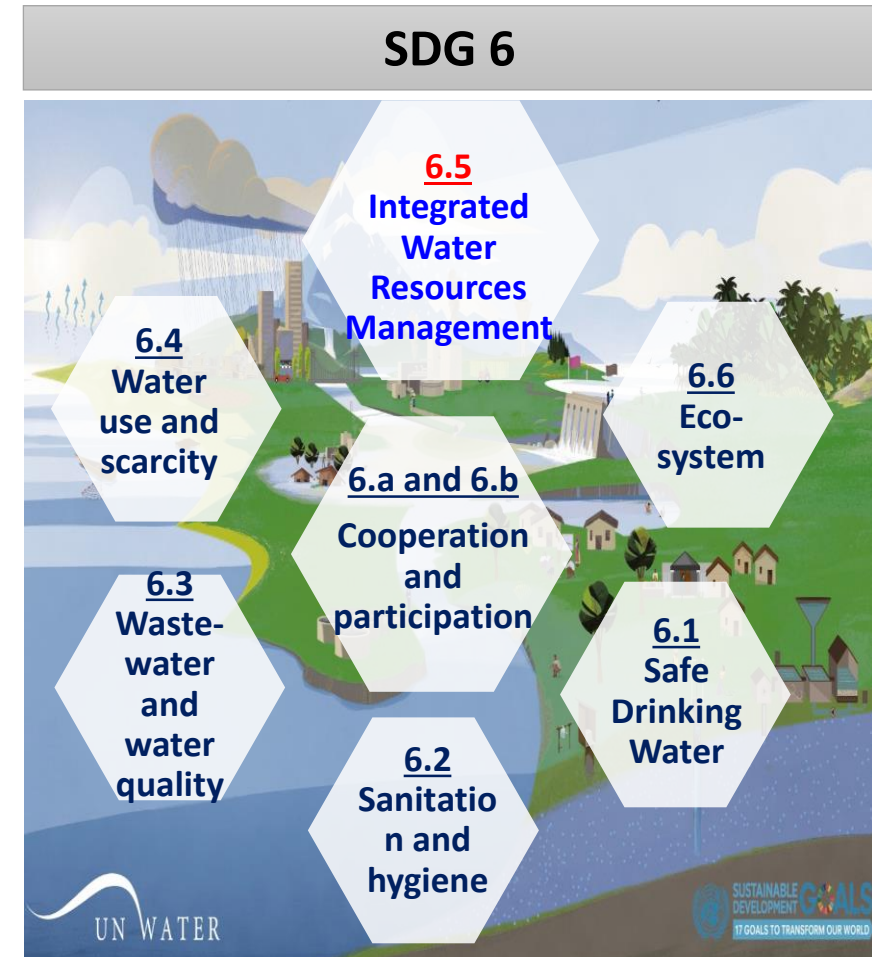 SDG 6
6.5
Integrated
Water
Resources
Management
6.4
Water
use and
scarcity
6.6
Eco-
system
6.a and 6.b
Cooperation
and
participation
6.3
Waste-
water
and
water
quality
6.1
Safe
Drinking
Water
6.2
Sanitatio
n and
hygiene
UN WATER
SUSTAINABLE
DEVELOPMENT GOALS
17 GOALS TO TRANSFORM OUR WORLD